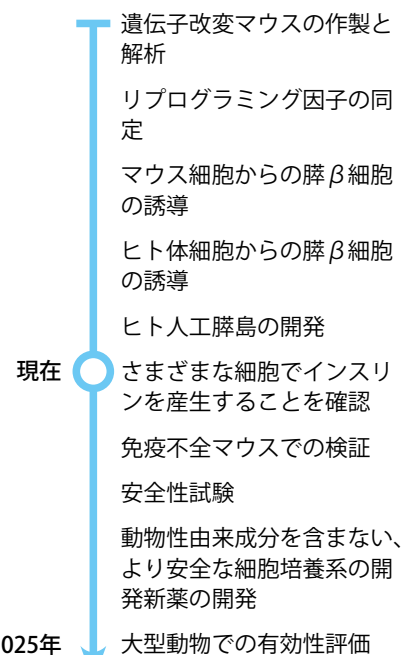 遺伝子改変マウスの作製と
解析
リプログラミング因子の同
定
マウス細胞からの膵β細胞
の誘導
ヒト体細胞からの膵β細胞
の誘導
ヒト人工膵島の開発
現在
さまざまな細胞でインスリ
ンを産生することを確認
免疫不全マウスでの検証
安全性試験
動物性由来成分を含まない、
より安全な細胞培養系の開
発新薬の開発
025年
大型動物での有効性評価